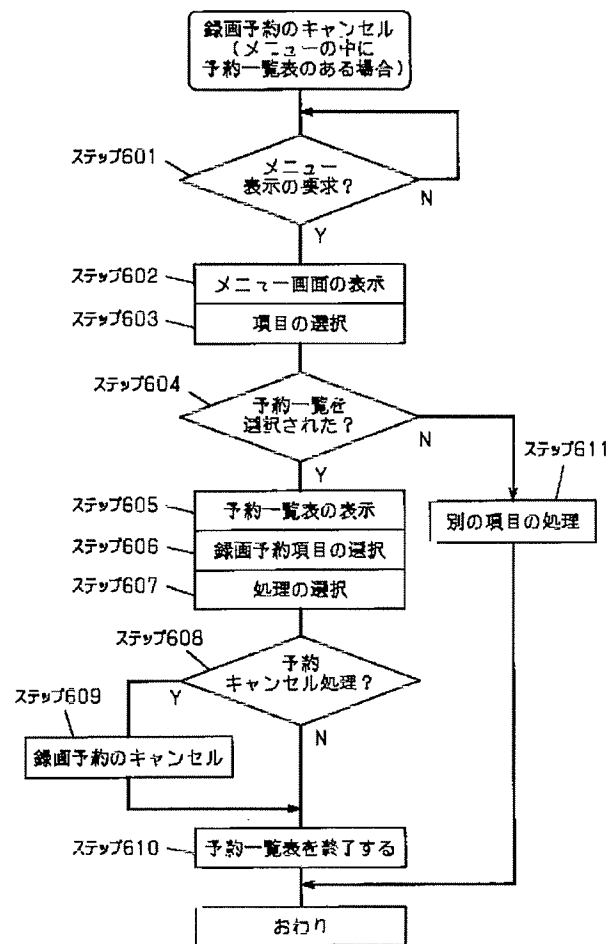 録画予約のキャンセル
(メニューの中に
予約一覧表のある場合)
ステップ601
メニュー
表示の要求?
N
Y
ステップ602
メニュー画面の表示
ステップ603
項目の選択
ステップ604
予約一覧を
選択された?
N
Y
ステップ611
別の項目の処理
ステップ605
予約一覧表の表示
ステップ606
録画予約項目の選択
ステップ607
処理の選択
ステップ608
予約
キャンセル処理?
Y
N
ステップ609
録画予約のキャンセル
ステップ610
予約一覧表を終了する
おわり